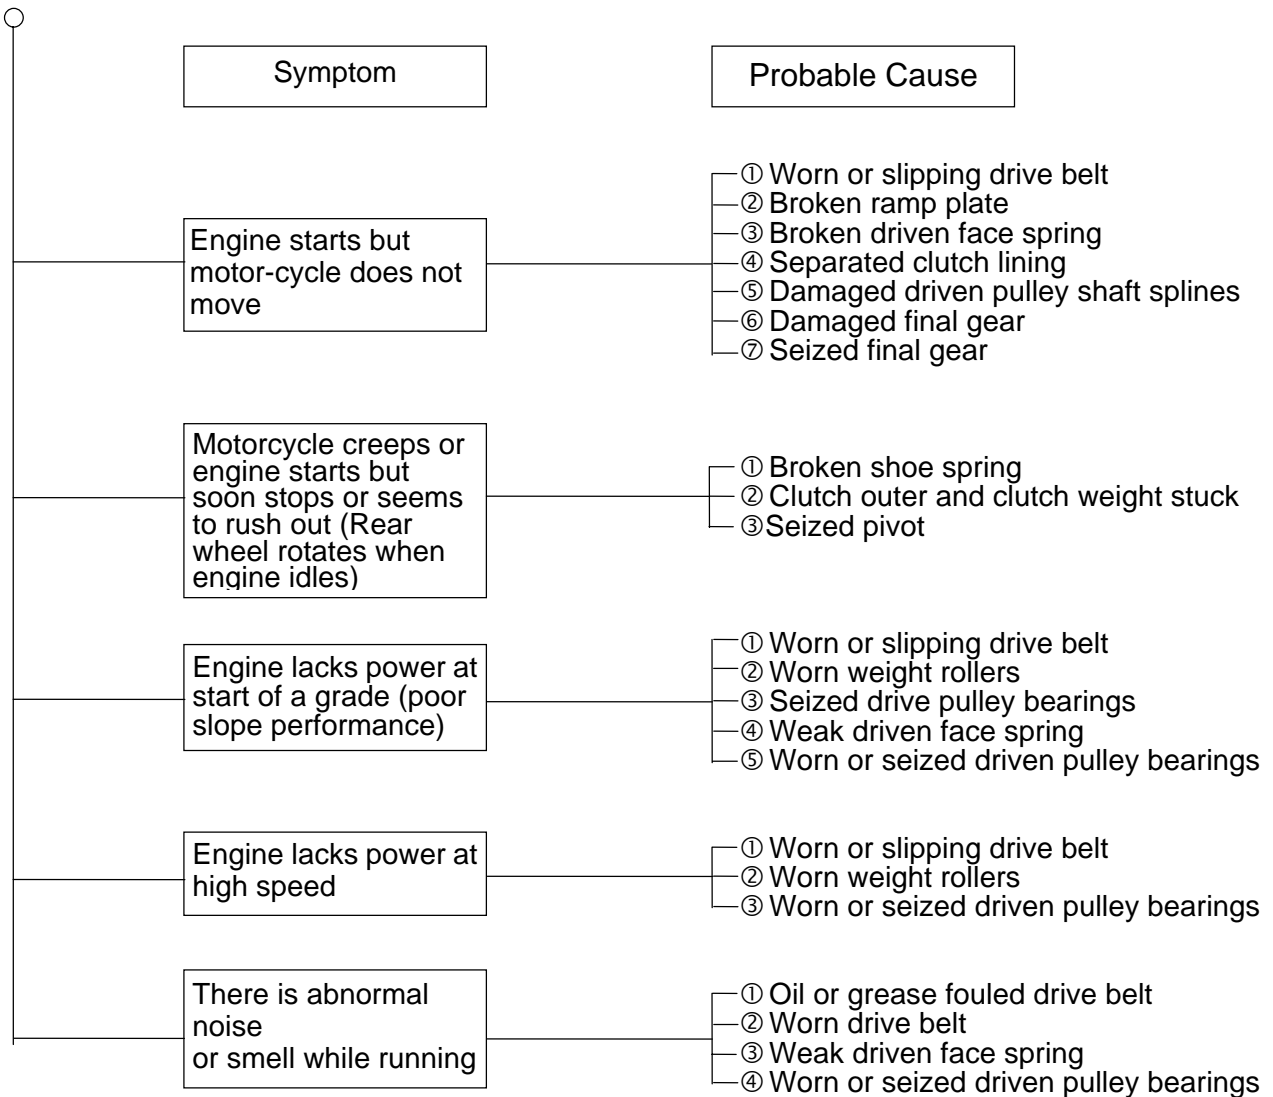 Symptom
Probable Cause
Engine starts but
motor-cycle does not
move
① Worn or slipping drive belt
② Broken ramp plate
③ Broken driven face spring
④ Separated clutch lining
⑤ Damaged driven pulley shaft splines
⑥ Damaged final gear
⑦ Seized final gear
Motorcycle creeps or
engine starts but
soon stops or seems
to rush out (Rear
wheel rotates when
engine idles)
① Broken shoe spring
② Clutch outer and clutch weight stuck
③Seized pivot
Engine lacks power at
start of a grade (poor
slope performance)
① Worn or slipping drive belt
② Worn weight rollers
③ Seized drive pulley bearings
④ Weak driven face spring
⑤ Worn or seized driven pulley bearings
Engine lacks power at
high speed
① Worn or slipping drive belt
② Worn weight rollers
③ Worn or seized driven pulley bearings
There is abnormal
noise
or smell while running
① Oil or grease fouled drive belt
② Worn drive belt
③ Weak driven face spring
④ Worn or seized driven pulley bearings